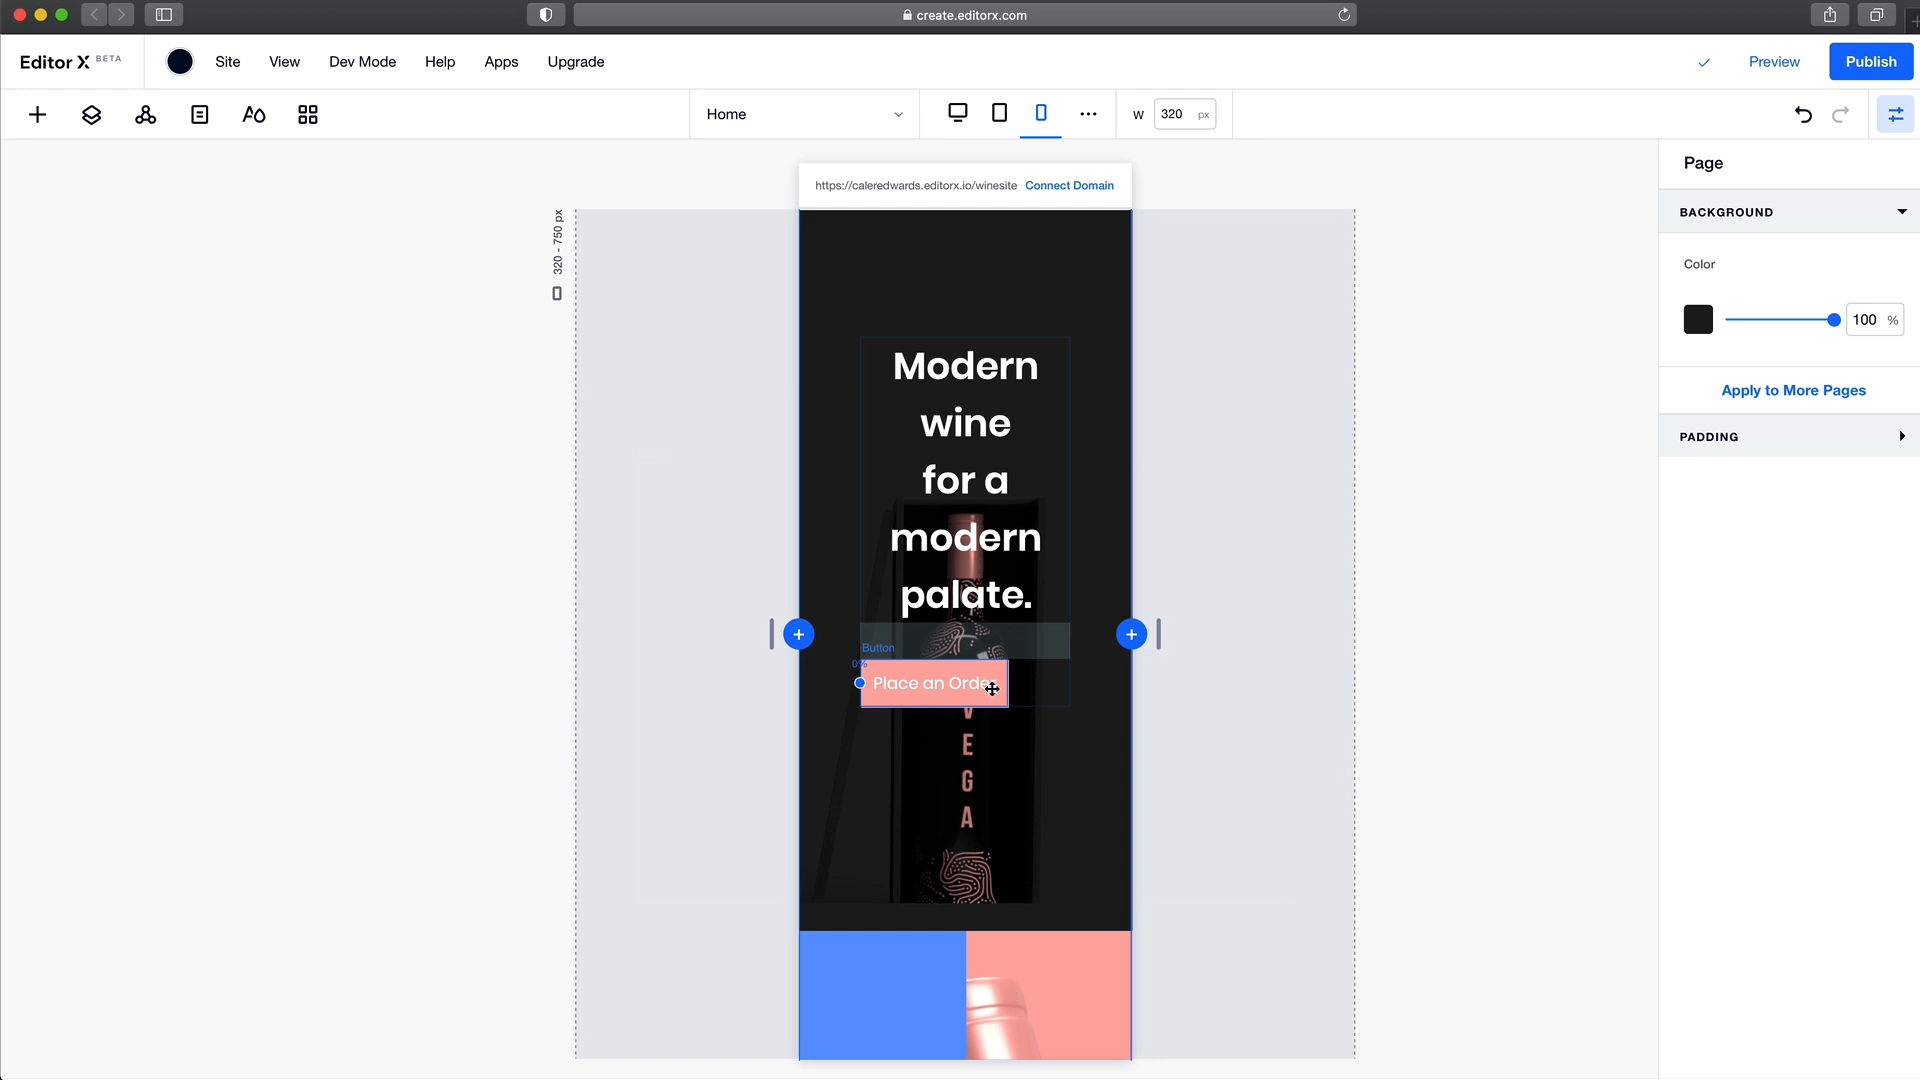 create.editorx.com
Editor X BETA
Site
View
Dev Mode
Help
Apps
Upgrade
Preview
Publish
Home
W
320 px
https://caleredwards.editorx.io/winesite
Connect Domain
Page
BACKGROUND
Color
100 %
Apply to More Pages
PADDING
320 - 750 px
Modern
wine
for a
modern
palate.
Button
0%
Place an Order
V
E
G
A